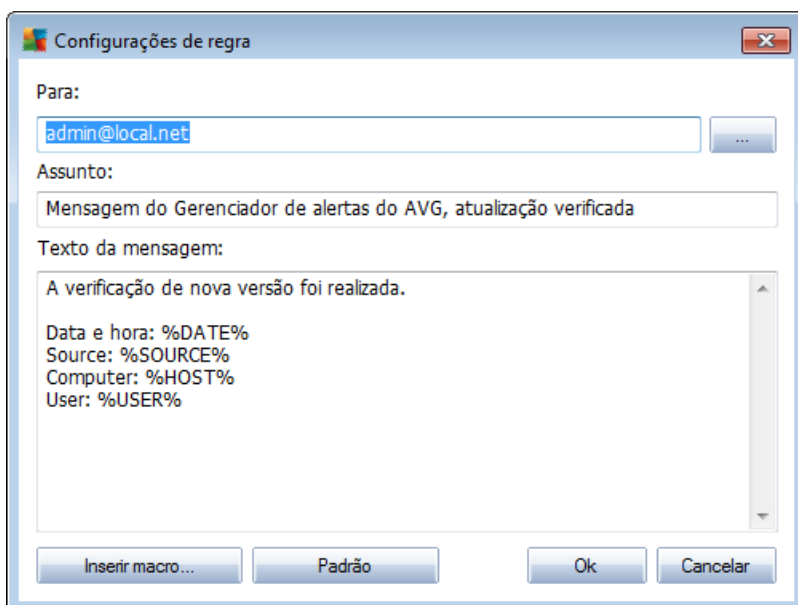 Configurações de regra
Para:
admin@local.net
...
Assunto:
Mensagem do Gerenciador de alertas do AVG, atualização verificada
Texto da mensagem:
A verificação de nova versão foi realizada.
Data e hora: %DATE%
Source: %SOURCE%
Computer: %HOST%
User: %USER%
Inserir macro... Padrão Ok Cancelar